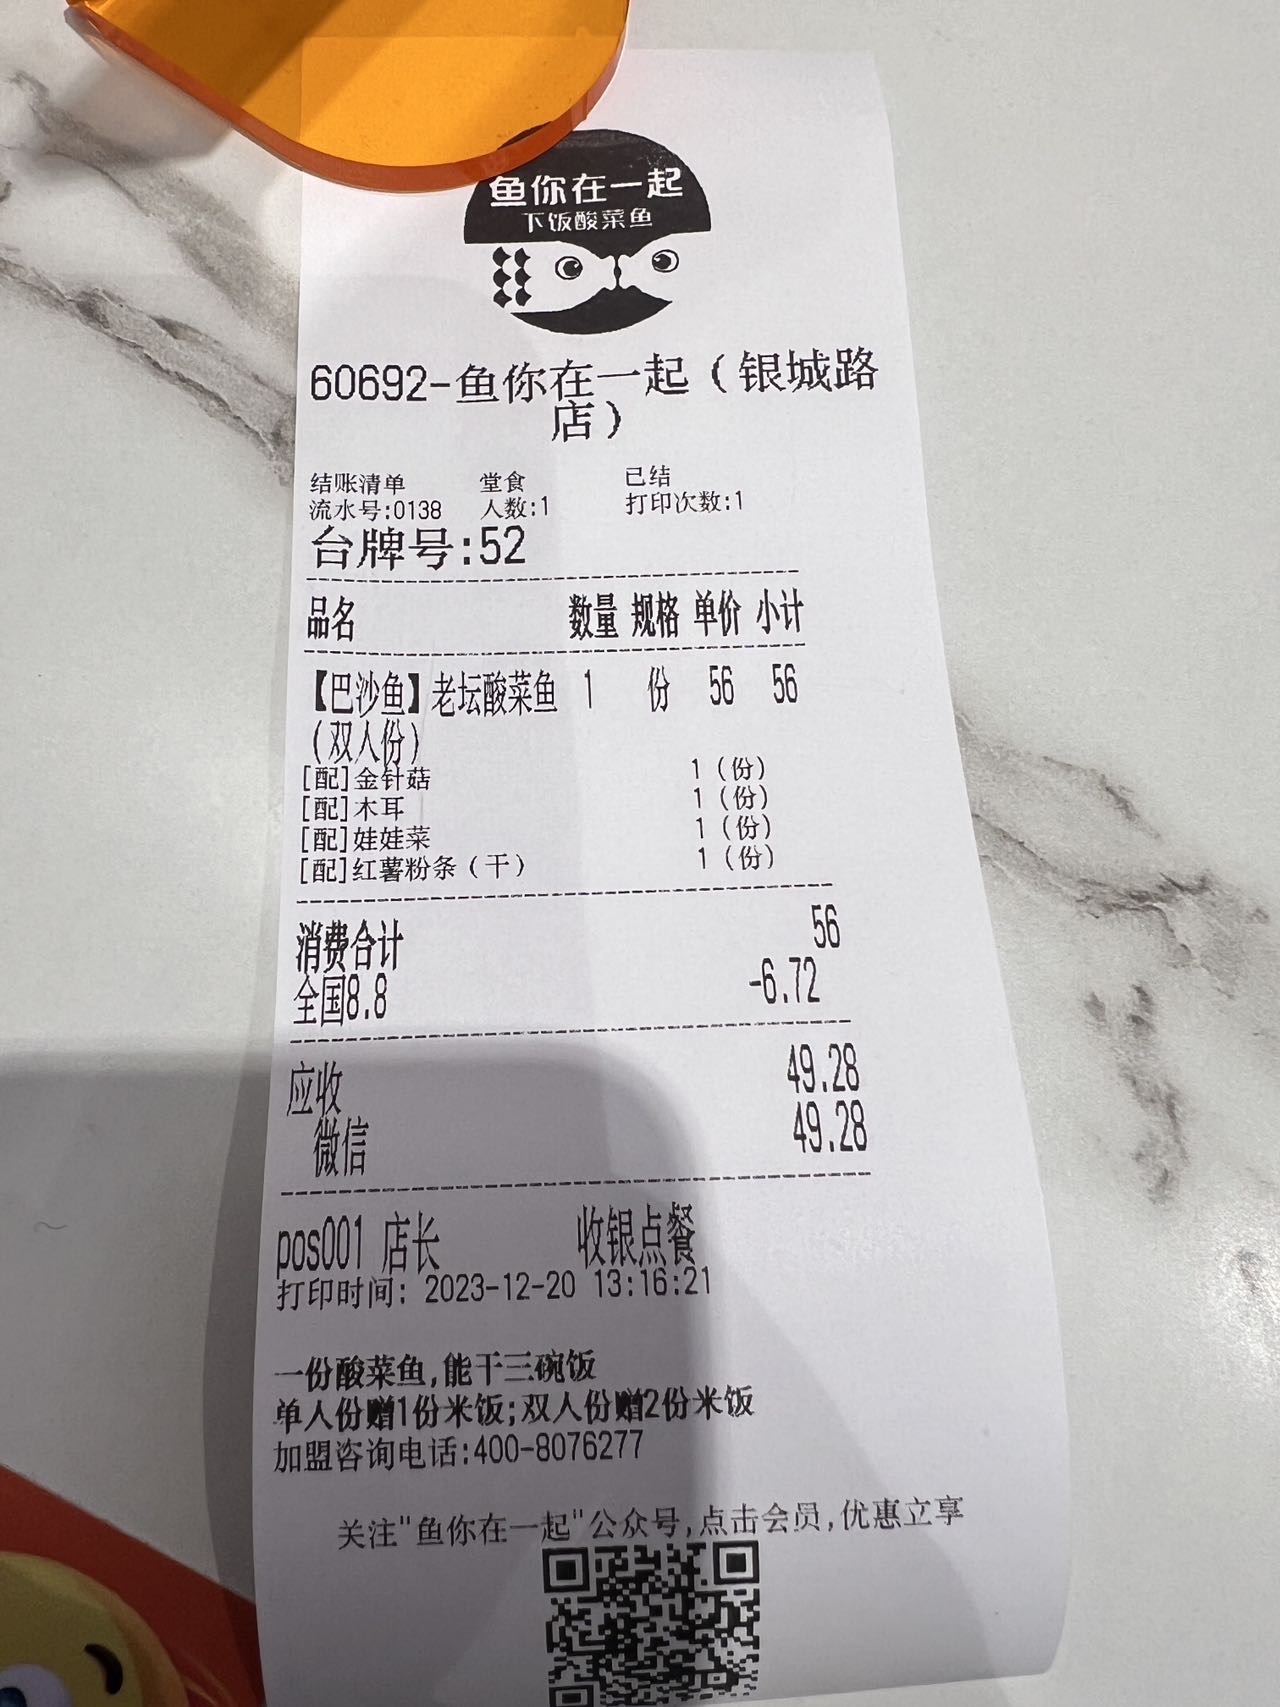 鱼你在一起
下饭酸菜鱼
60692-鱼你在一起（银城路
店）
结账清单 堂食 已结
流水号:0138 人数:1 打印次数:1
台牌号:52
品名 数量 规格 单价 小计
【巴沙鱼】老坛酸菜鱼 1 份 56 56
（双人份）
[配]金针菇 1（份）
[配]木耳 1（份）
[配]娃娃菜 1（份）
[配]红薯粉条（干） 1（份）
消费合计 56
全国8.8 -6.72
应收 49.28
微信 49.28
pos001 店长 收银点餐
打印时间: 2023-12-20 13:16:21
一份酸菜鱼,能干三碗饭
单人份赠1份米饭;双人份赠2份米饭
加盟咨询电话:400-8076277
关注"鱼你在一起"公众号,点击会员,优惠立享